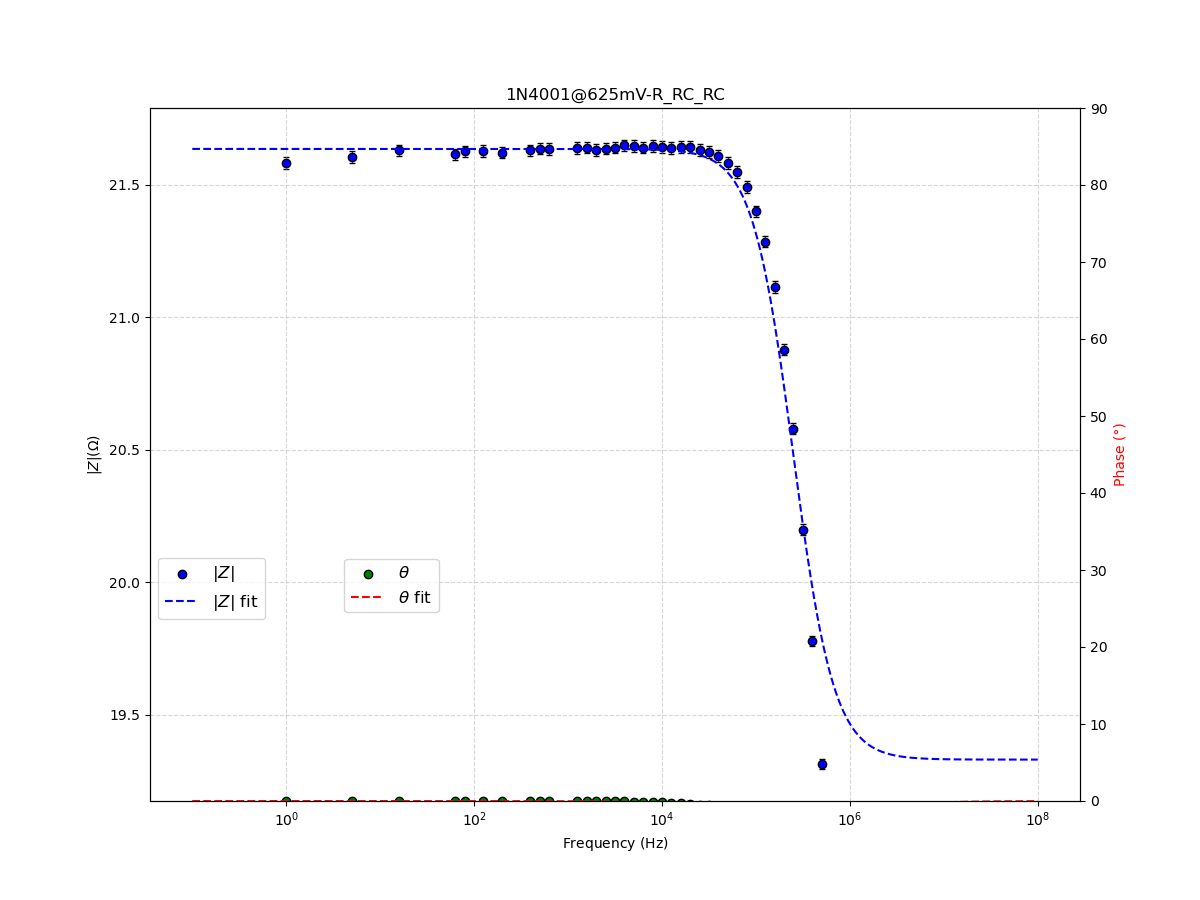 1N4001@625mV-R_RC_RC
90
80
70
60
50
40
30
20
10
0
21.5
21.0
20.5
20.0
19.5
|Z|(Ω)
Phase (°)
|Z|
|Z| fit
θ
θ fit
10⁰
10²
10⁴
10⁶
10⁸
Frequency (Hz)